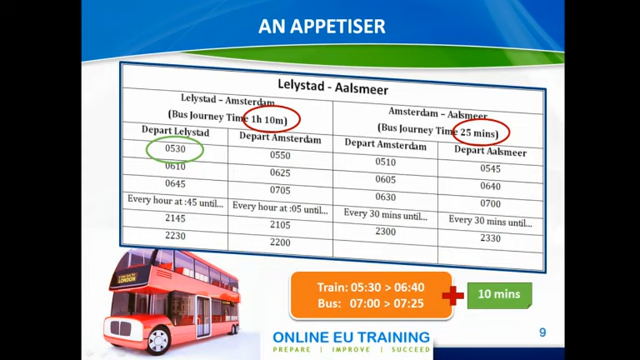 AN APPETISER
Lelystad - Aalsmeer
Lelystad – Amsterdam
(Bus Journey Time 1h 10m)
Amsterdam – Aalsmeer
(Bus Journey Time 25 mins)
Depart Lelystad Depart Amsterdam Depart Amsterdam Depart Aalsmeer
0530 0550 0510 0545
0610 0625 0605 0640
0645 0705 0630 0700
Every hour at :45 until... Every hour at :05 until... Every 30 mins until... Every 30 mins until...
2145 2105 2300 2330
2230 2200
Train: 05:30 > 06:40
Bus: 07:00 > 07:25
10 mins
LONDON
ONLINE EU TRAINING
PREPARE | IMPROVE | SUCCEED
9